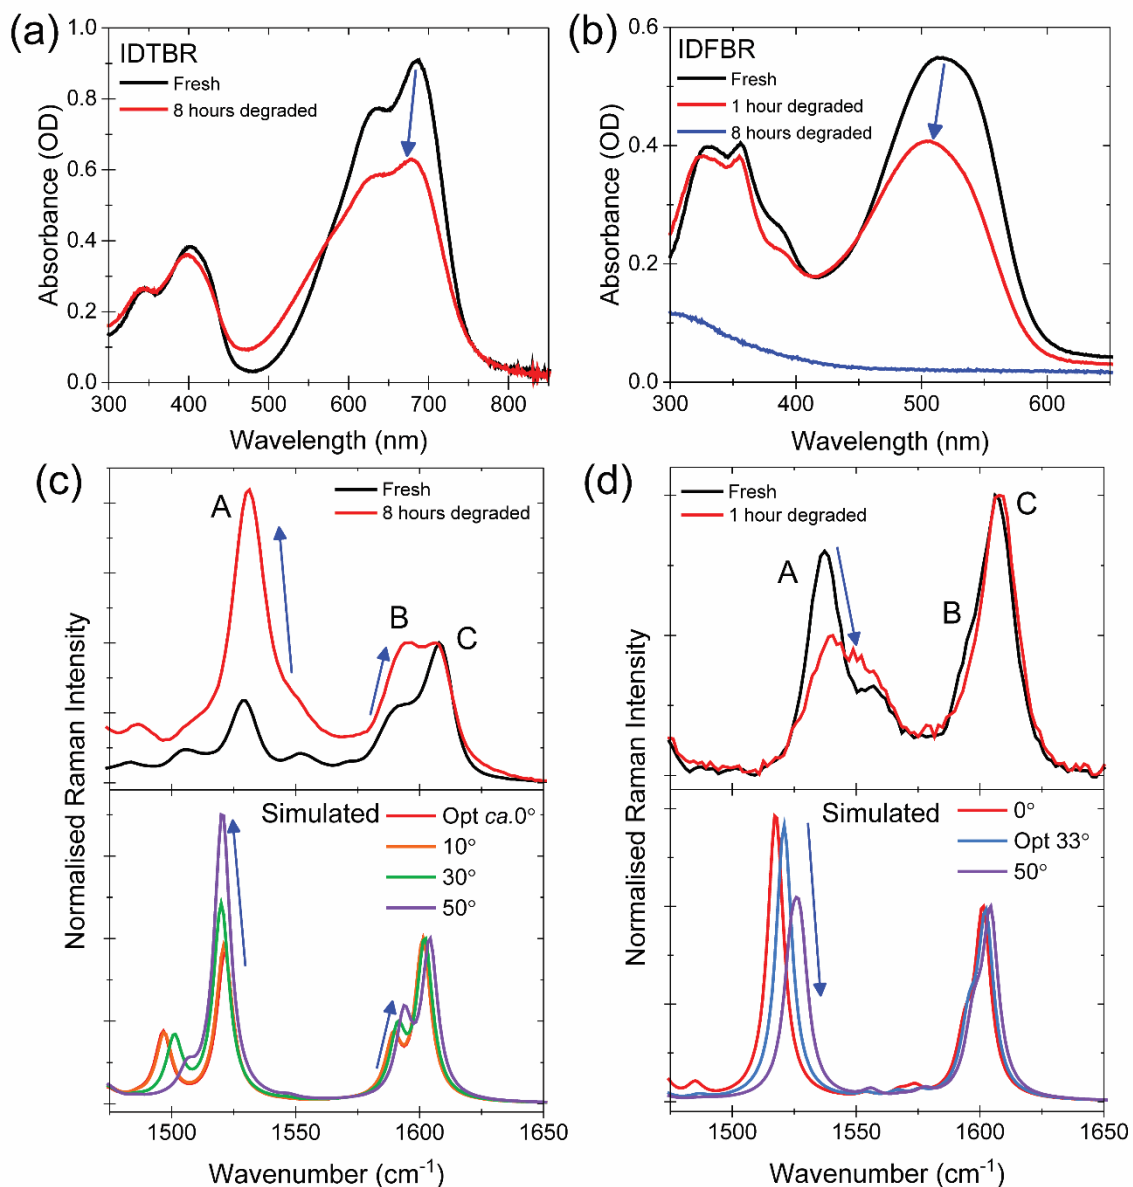 (a)
IDTBR
Fresh
8 hours degraded
Absorbance (OD)
1.0
0.8
0.6
0.4
0.2
0.0
300 400 500 600 700 800
Wavelength (nm)
(b)
IDFBR
Fresh
1 hour degraded
8 hours degraded
Absorbance (OD)
0.6
0.4
0.2
0.0
300 400 500 600
Wavelength (nm)
(c)
Fresh
8 hours degraded
A
B
C
Normalised Raman Intensity
Simulated
Opt ca.0°
10°
30°
50°
1500 1550 1600 1650
Wavenumber (cm⁻¹)
(d)
Fresh
1 hour degraded
A
B
C
Normalised Raman Intensity
Simulated
0°
Opt 33°
50°
1500 1550 1600 1650
Wavenumber (cm⁻¹)